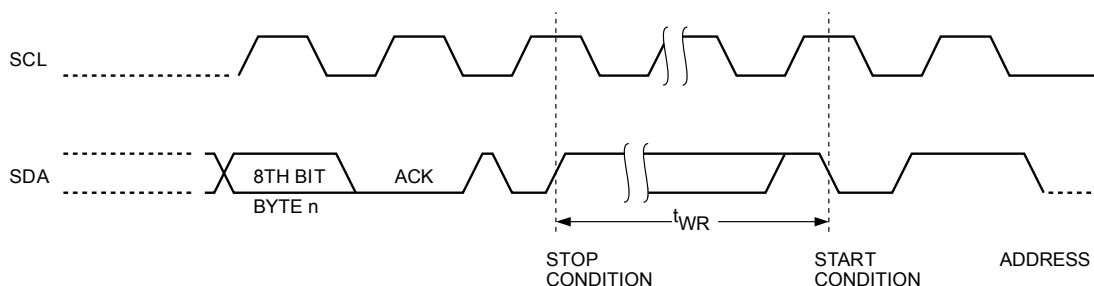 SCL
SDA
8TH BIT
ACK
BYTE n
tWR
STOP
CONDITION
START
CONDITION
ADDRESS